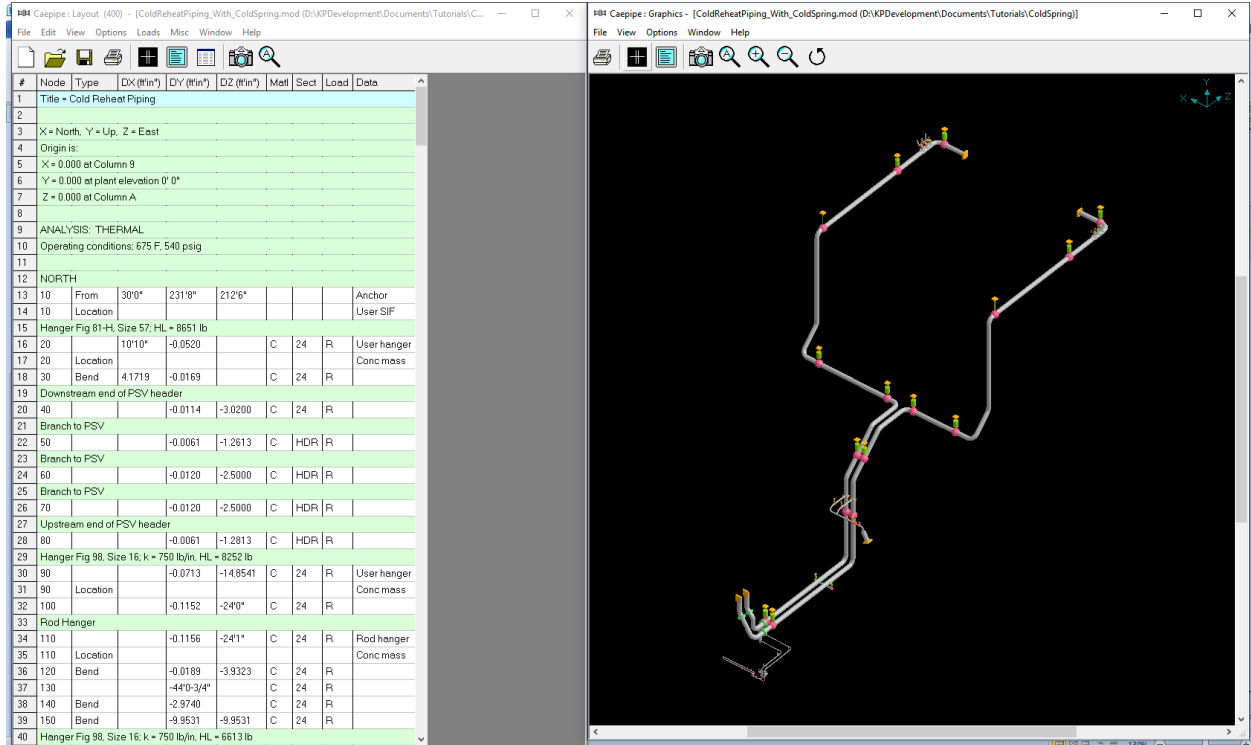 Caepipe : Layout (400) - [ColdReheatPiping_With_ColdSpring.mod (D:\KPDevelopment\Documents\Tutorials\C...
File Edit View Options Loads Misc Window Help
# Node Type DX (ft'in") DY (ft'in") DZ (ft'in") Matl Sect Load Data
1 Title = Cold Reheat Piping
2
3 X = North, Y = Up, Z = East
4 Origin is:
5 X = 0.000 at Column 9
6 Y = 0.000 at plant elevation 0' 0"
7 Z = 0.000 at Column A
8
9 ANALYSIS: THERMAL
10 Operating conditions; 675 F, 540 psig
11
12 NORTH
13 10 From 30'0" 231'8" 212'6" Anchor
14 10 Location User SIF
15 Hanger Fig 81-H, Size 57; HL = 8651 lb
16 20 10'10" -0.0520 C 24 R User hanger
17 20 Location Conc mass
18 30 Bend 4.1719 -0.0169 C 24 R
19 Downstream end of PSV header
20 40 -0.0114 -3.0200 C 24 R
21 Branch to PSV
22 50 -0.0061 -1.2613 C HDR R
23 Branch to PSV
24 60 -0.0120 -2.5000 C HDR R
25 Branch to PSV
26 70 -0.0120 -2.5000 C HDR R
27 Upstream end of PSV header
28 80 -0.0061 -1.2813 C HDR R
29 Hanger Fig 98, Size 16; k = 750 lb/in, HL = 8252 lb
30 90 -0.0713 -14.8541 C 24 R User hanger
31 90 Location Conc mass
32 100 -0.1152 -24'0" C 24 R
33 Rod Hanger
34 110 -0.1156 -24'1" C 24 R Rod hanger
35 110 Location Conc mass
36 120 Bend -0.0189 -3.9323 C 24 R
37 130 -44'0-3/4" C 24 R
38 140 Bend -2.9740 C 24 R
39 150 Bend -9.9531 -9.9531 C 24 R
40 Hanger Fig 98, Size 16; k = 750 lb/in, HL = 6613 lb
Caepipe : Graphics - [ColdReheatPiping_With_ColdSpring.mod (D:\KPDevelopment\Documents\Tutorials\ColdSpring)]
File View Options Window Help
Y
X
Z